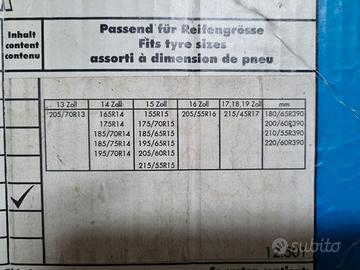 Inhalt
content
contenu
Passend für Reifengrösse
Fits tyre sizes
assorti à dimension de pneu
13 Zoll 14 Zoll 15 Zoll 16 Zoll 17,18,19 Zoll mm
205/70R13 165R14 155R15 205/55R16 215/45R17 180/65R390
175R14 175/70R15 200/60R390
185/70R14 185/65R15 210/55R390
185/75R14 195/65R15 220/60R390
195/70R14 205/60R15
215/55R15
12.501
subito